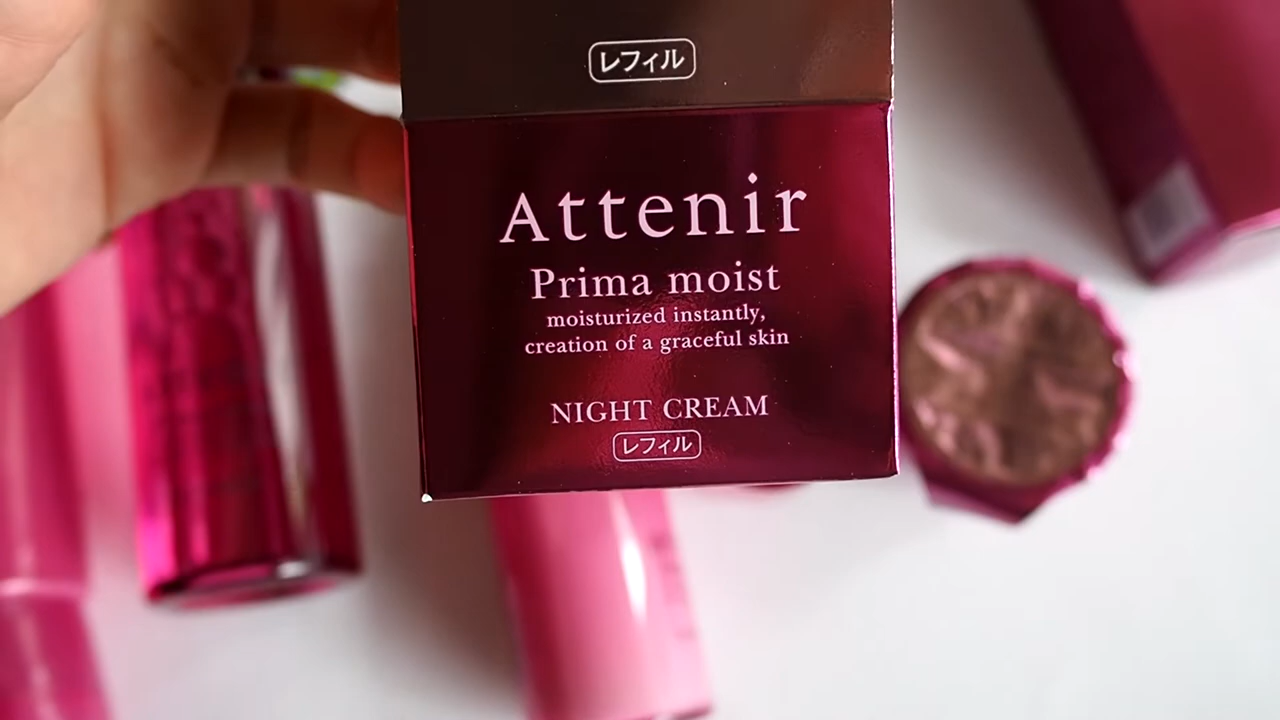 レフィル
Attenir
Prima moist
moisturized instantly,
creation of a graceful skin
NIGHT CREAM
レフィル